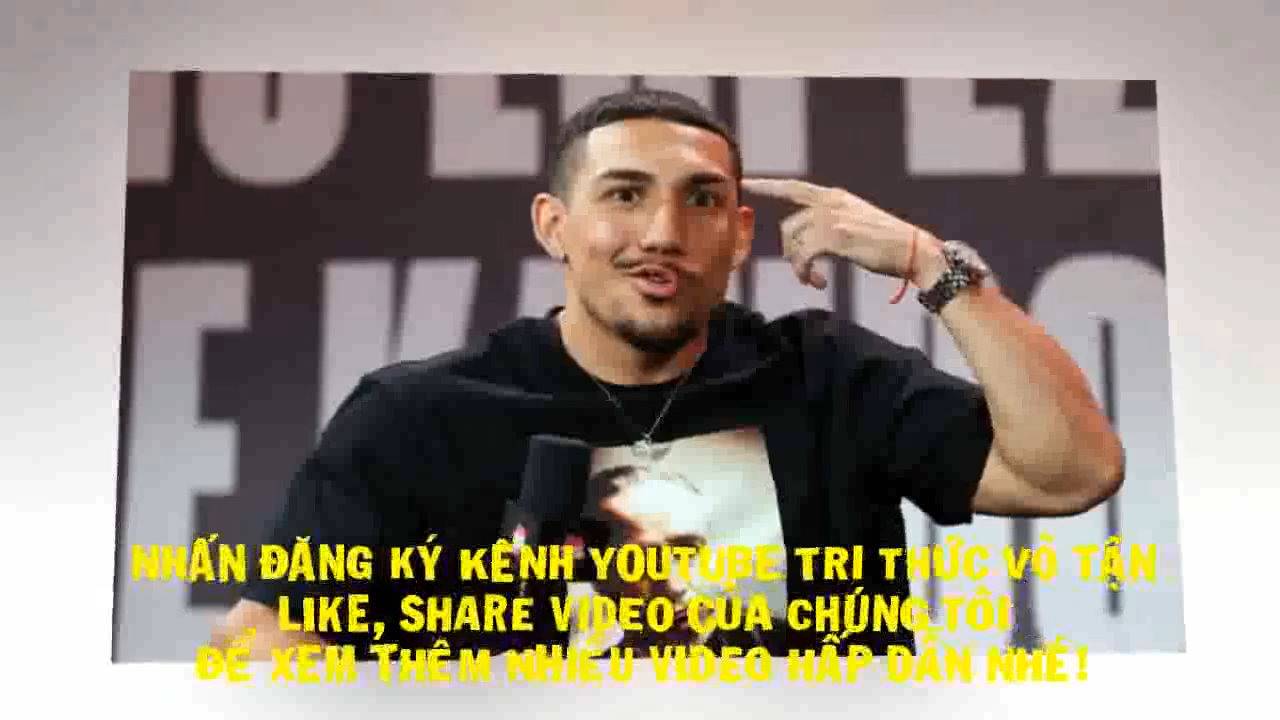 NHẤN ĐĂNG KÝ KÊNH YOUTUBE TRI THỨC VÔ TẬN
LIKE, SHARE VIDEO CỦA CHÚNG TÔI
ĐỂ XEM THÊM NHIỀU VIDEO HẤP DẪN NHÉ!